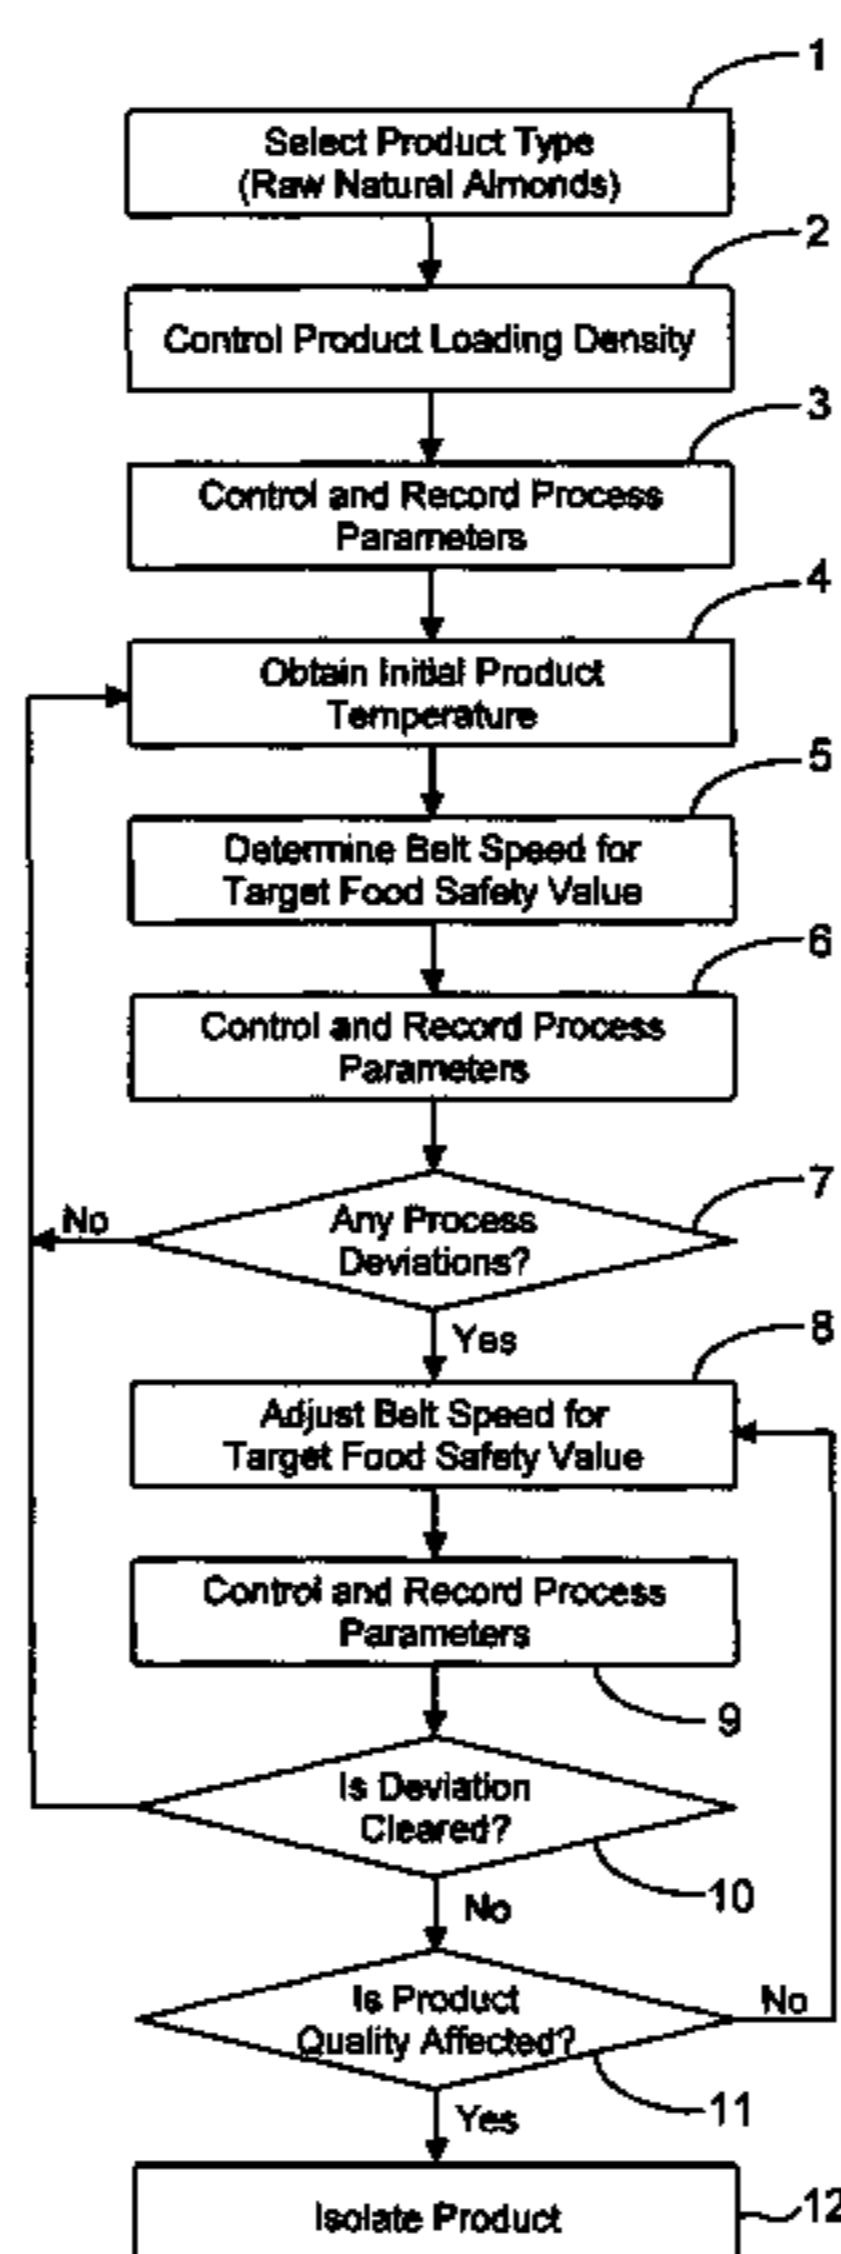 1
Select Product Type
(Raw Natural Almonds)
2
Control Product Loading Density
3
Control and Record Process
Parameters
4
Obtain Initial Product
Temperature
5
Determine Belt Speed for
Target Food Safety Value
6
Control and Record Process
Parameters
7
No
Any Process
Deviations?
Yes
8
Adjust Belt Speed for
Target Food Safety Value
Control and Record Process
Parameters
9
Is Deviation
Cleared?
10
No
Is Product
Quality Affected?
No
11
Yes
Isolate Product
12